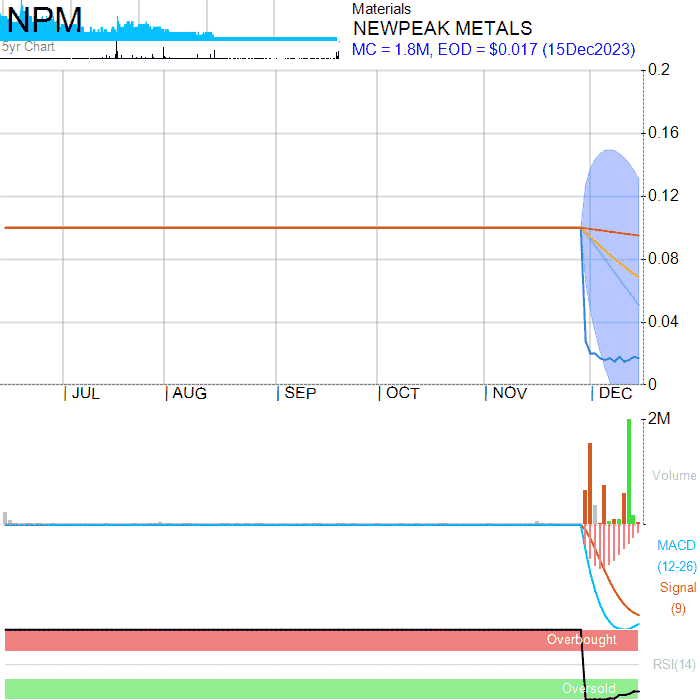 NPM
5yr Chart
Materials
NEWPEAK METALS
MC = 1.8M, EOD = $0.017 (15Dec2023)
0.2
0.16
0.12
0.08
0.04
0
JUL AUG SEP OCT NOV DEC
2M
Volume
MACD
(12-26)
Signal
(9)
Overbought
RSI(14)
Oversold